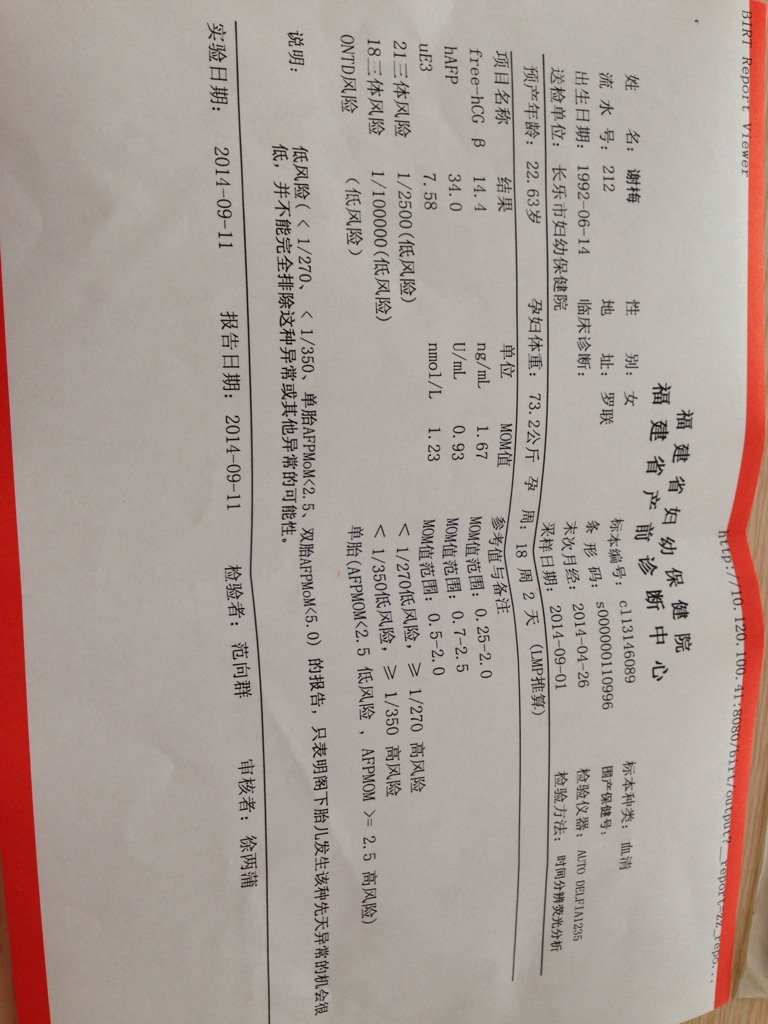 BIRT Report Viewer http://10.120.100.41:8080/birt/output?__report=zz_repo...
福建省妇幼保健院
福建省产前诊断中心
姓 名：谢梅 性 别：女 标本编号：c113146089 标本种类：血清
流 水 号：212 地 址：罗联 条 形 码：s000000110996 围产保健号：
出生日期：1992-06-14 临床诊断： 末次月经：2014-04-26 检验仪器：AUTO DELFIA1235
送检单位：长乐市妇幼保健院 采样日期：2014-09-01 检验方法：时间分辨荧光分析
预产年龄：22.63岁 孕妇体重：73.2公斤 孕 周：18 周 2 天 (LMP推算)
项目名称 结果 单位 MOM值 参考值与备注
free-hCG β 14.4 ng/mL 1.67 MOM值范围：0.25-2.0
hAFP 34.0 U/mL 0.93 MOM值范围：0.7-2.5
uE3 7.58 nmol/L 1.23 MOM值范围：0.5-2.0
21三体风险 1/2500(低风险) < 1/270低风险，≥ 1/270 高风险
18三体风险 1/100000(低风险) < 1/350低风险，≥ 1/350 高风险
ONTD风险 (低风险) 单胎(AFPMOM<2.5 低风险 , AFPMOM >= 2.5 高风险)
说明：
低风险(< 1/270、< 1/350、单胎AFPMoM<2.5、双胎AFPMoM<5.0) 的报告，只表明阁下胎儿发生该种先天异常的机会很
低，并不能完全排除这种异常或其他异常的可能性。
实验日期：2014-09-11 报告日期：2014-09-11 检验者：范向群 审核者：徐两蒲